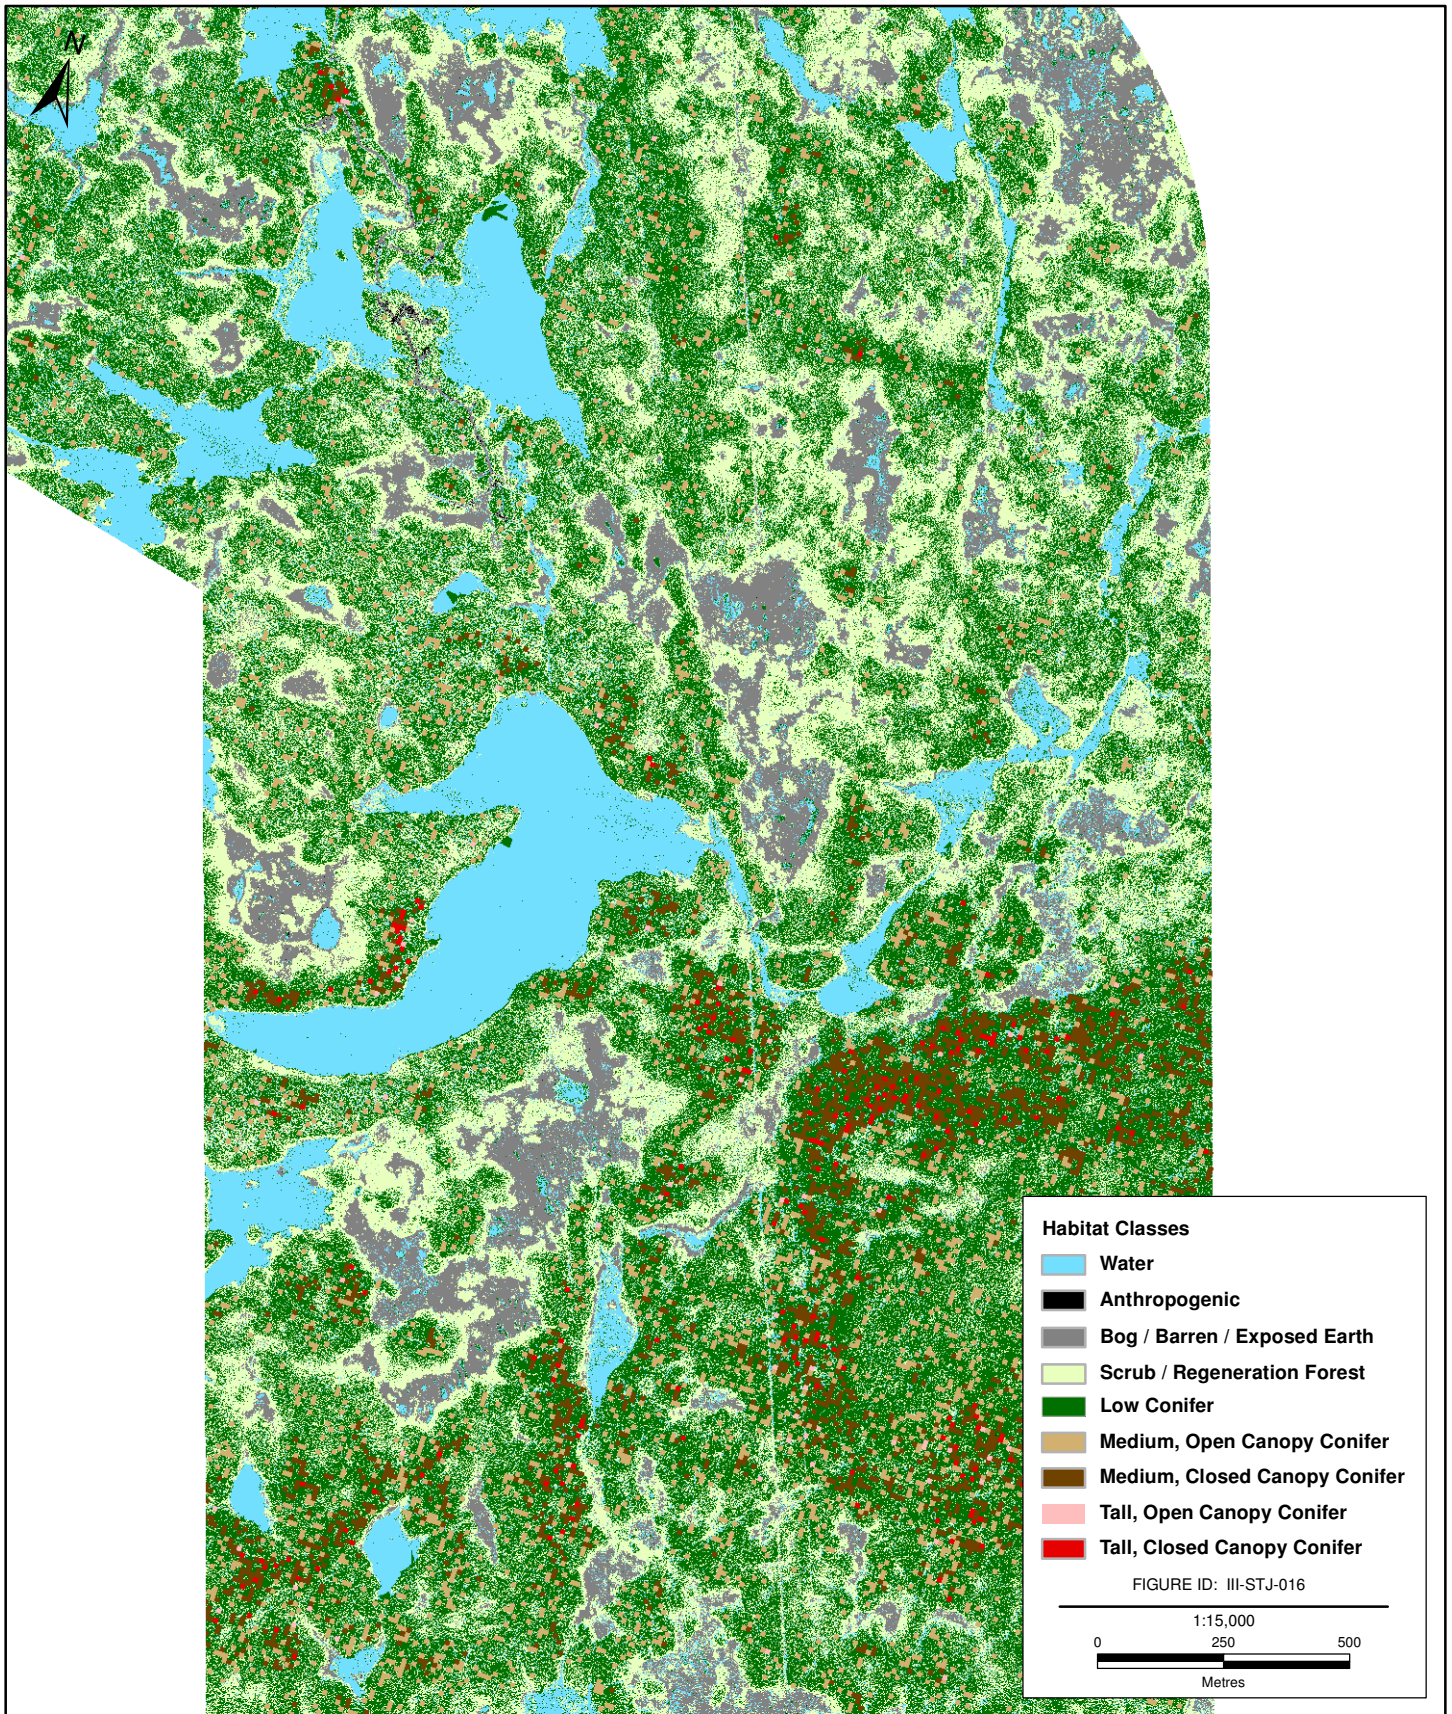 N
Habitat Classes
Water
Anthropogenic
Bog / Barren / Exposed Earth
Scrub / Regeneration Forest
Low Conifer
Medium, Open Canopy Conifer
Medium, Closed Canopy Conifer
Tall, Open Canopy Conifer
Tall, Closed Canopy Conifer
FIGURE ID: III-STJ-016
1:15,000
0 250 500
Metres